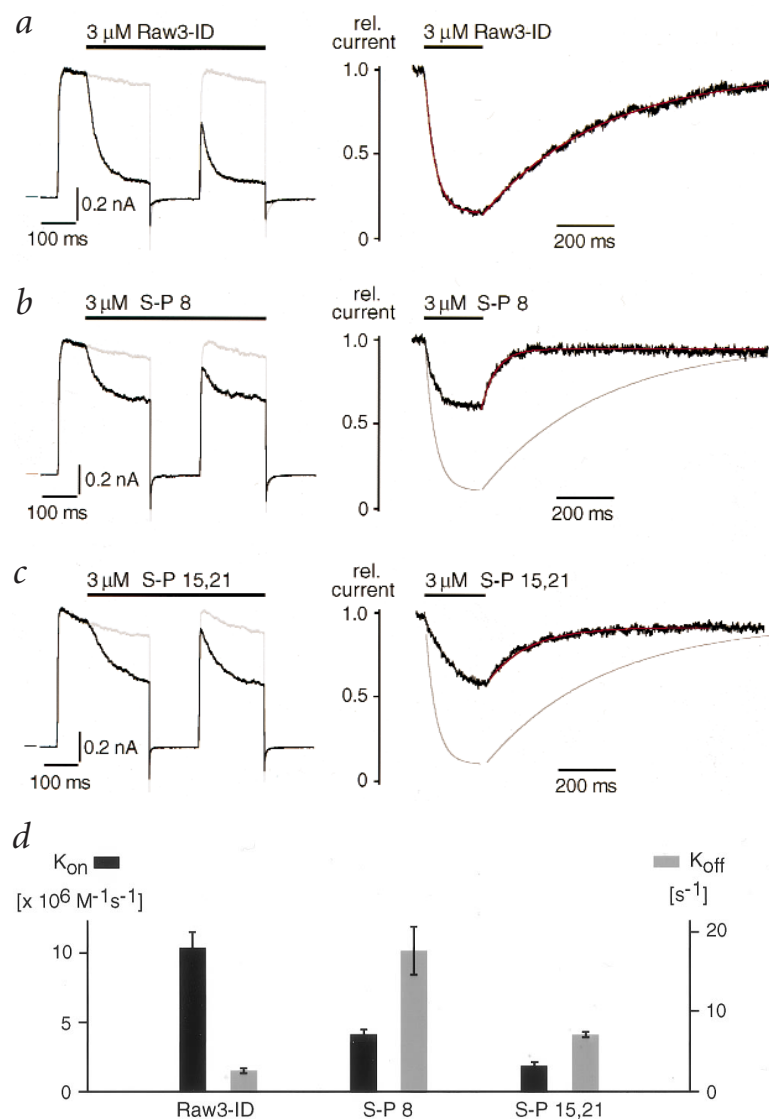 a
3 μM Raw3-ID
0.2 nA
100 ms
rel.
current
3 μM Raw3-ID
1.0
0.5
0
200 ms
b
3 μM S-P 8
0.2 nA
100 ms
rel.
current
3 μM S-P 8
1.0
0.5
0
200 ms
c
3 μM S-P 15,21
0.2 nA
100 ms
rel.
current
3 μM S-P 15,21
1.0
0.5
0
200 ms
d
Kon
[x 10⁶ M⁻¹s⁻¹]
Koff
[s⁻¹]
10
5
0
20
10
0
Raw3-ID
S-P 8
S-P 15,21